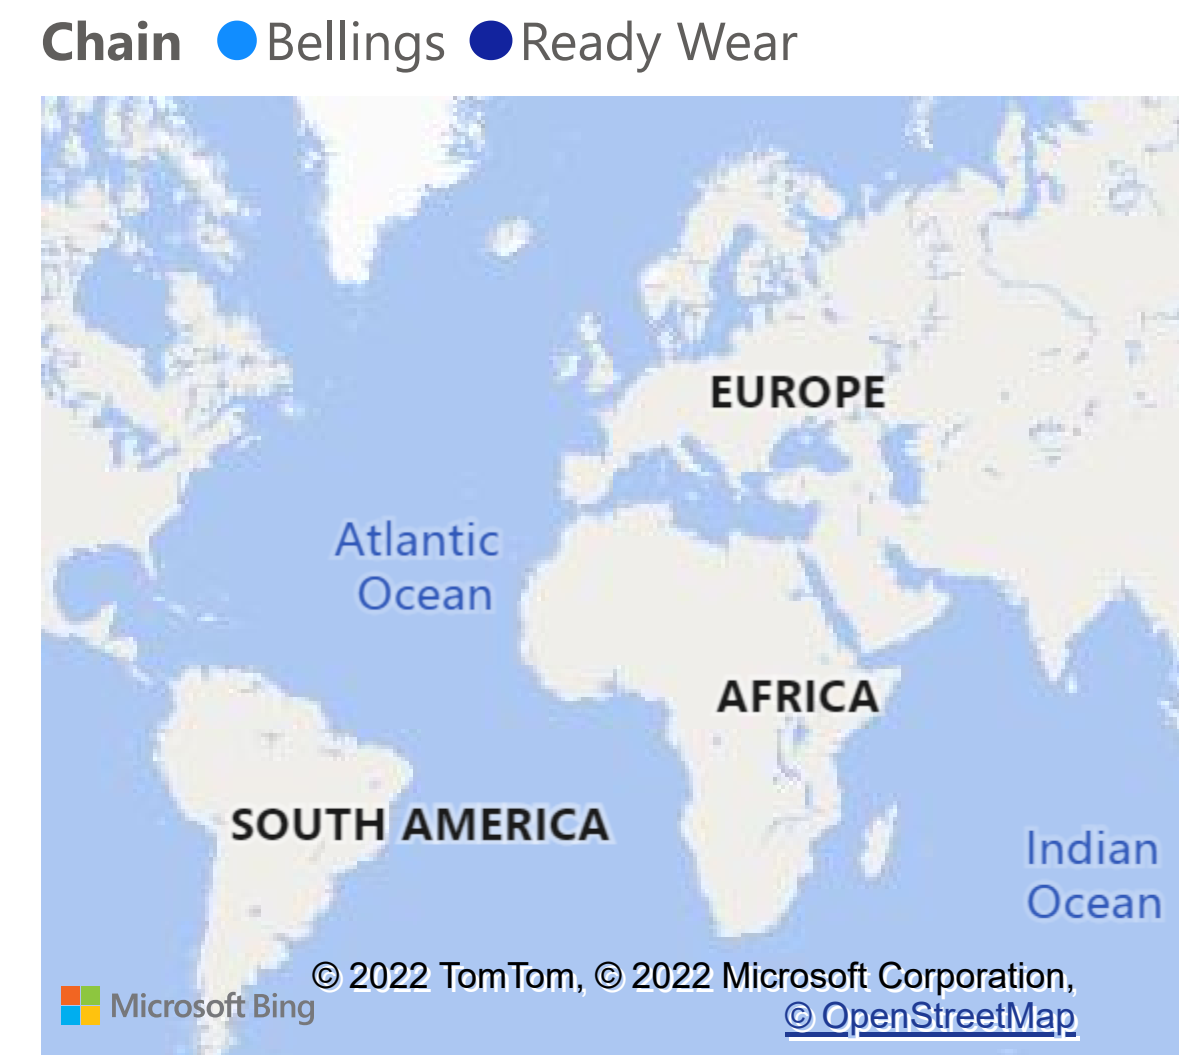 Chain Bellings Ready Wear
EUROPE
Atlantic
Ocean
AFRICA
SOUTH AMERICA
Indian
Ocean
© 2022 TomTom, © 2022 Microsoft Corporation,
Microsoft Bing
© OpenStreetMap